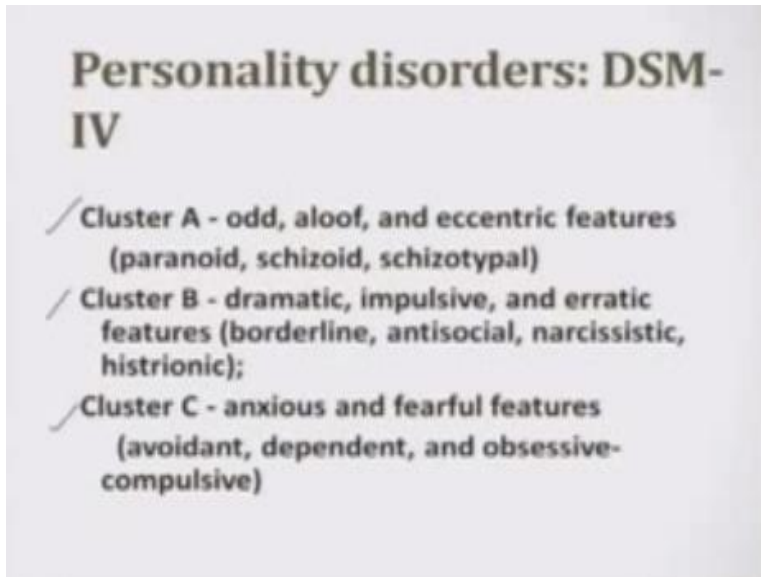 Personality disorders: DSM-
IV
Cluster A - odd, aloof, and eccentric features
(paranoid, schizoid, schizotypal)
Cluster B - dramatic, impulsive, and erratic
features (borderline, antisocial, narcissistic,
histrionic);
Cluster C - anxious and fearful features
(avoidant, dependent, and obsessive-
compulsive)